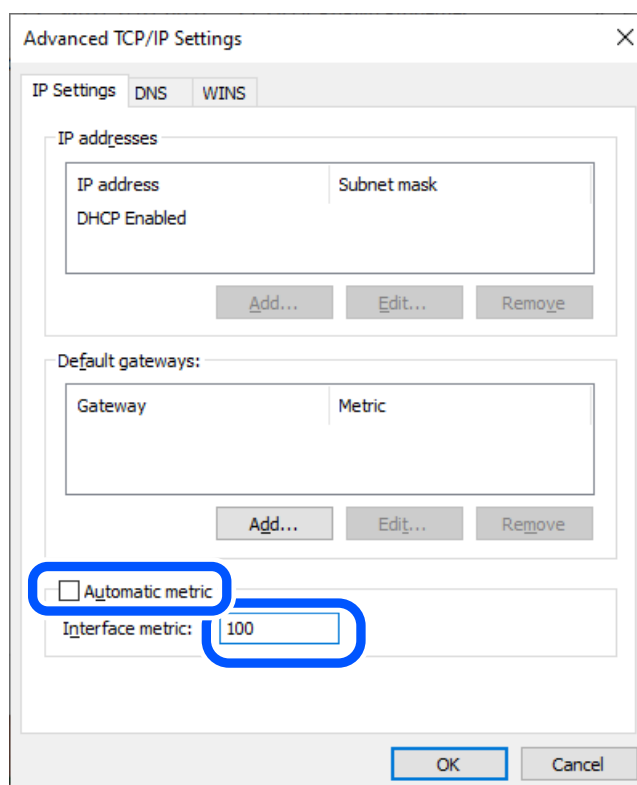 Advanced TCP/IP Settings
IP Settings DNS WINS
IP addresses
IP address Subnet mask
DHCP Enabled
Add... Edit... Remove
Default gateways:
Gateway Metric
Add... Edit... Remove
Automatic metric
Interface metric: 100
OK Cancel